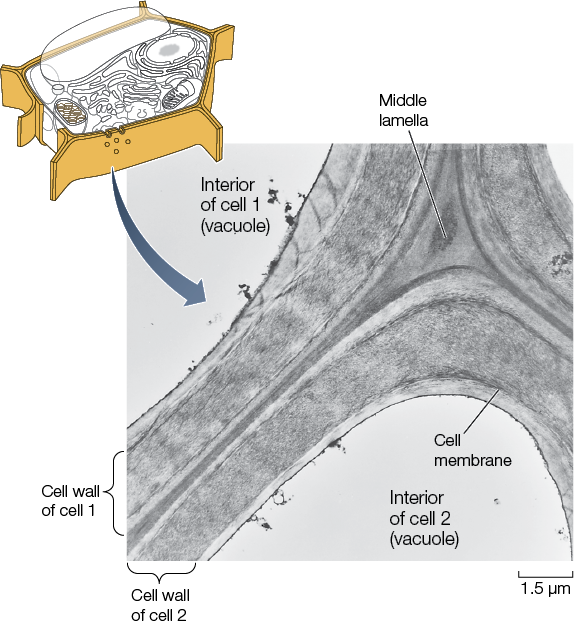 Middle
lamella
Interior
of cell 1
(vacuole)
Cell
membrane
Cell wall
of cell 1
Interior
of cell 2
(vacuole)
1.5 µm
Cell wall
of cell 2